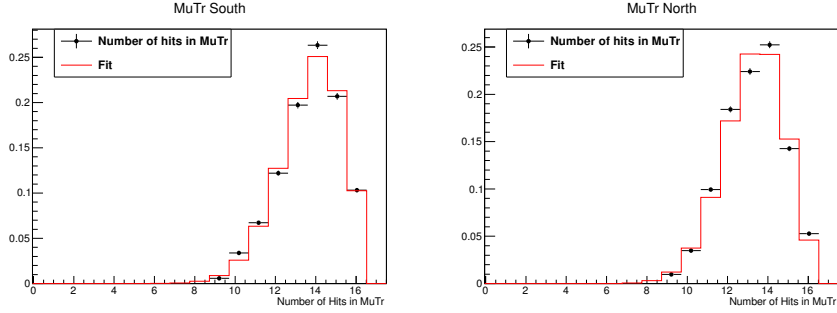 MuTr South
Number of hits in MuTr
Fit
0.25
0.2
0.15
0.1
0.05
0
0 2 4 6 8 10 12 14 16
Number of Hits in MuTr
MuTr North
Number of hits in MuTr
Fit
0.25
0.2
0.15
0.1
0.05
0
0 2 4 6 8 10 12 14 16
Number of Hits in MuTr